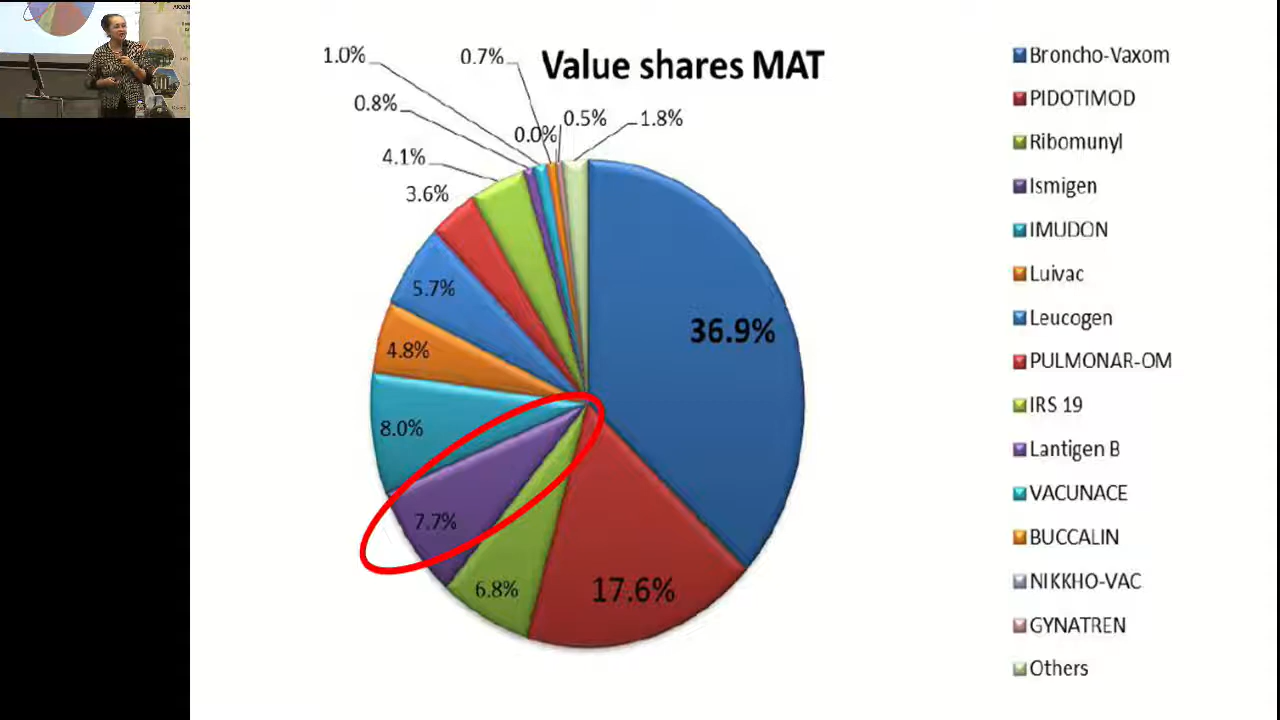 Value shares MAT
1.0%
0.7%
0.8%
0.0%
0.5%
1.8%
4.1%
3.6%
5.7%
36.9%
4.8%
8.0%
7.7%
6.8%
17.6%
Broncho-Vaxom
PIDOTIMOD
Ribomunyl
Ismigen
IMUDON
Luivac
Leucogen
PULMONAR-OM
IRS 19
Lantigen B
VACUNACE
BUCCALIN
NIKKHO-VAC
GYNATREN
Others